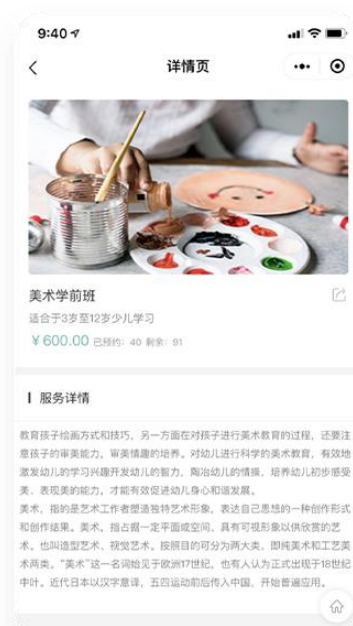 9:40
详情页
美术学前班
适合于3岁至12岁少儿学习
¥600.00 已预约: 40 剩余: 91
服务详情
教育孩子绘画方式和技巧，另一方面在对孩子进行美术教育的过程，还要注
意孩子的审美能力、审美情趣的培养。对幼儿进行科学的美术教育，有效地
激发幼儿的学习兴趣开发幼儿的智力，陶冶幼儿的情操，培养幼儿初步感受
美、表现美的能力，才能有效促进幼儿身心和谐发展。
美术，指的是艺术工作者塑造独特艺术形象，表达自己思想的一种创作形式
和创作结果。美术，指占据一定平面或空间、具有可视形象以供欣赏的艺
术，也叫造型艺术、视觉艺术。按照目的可分为两大类，即纯美术和工艺美
术两类。“美术”这一名词始见于欧洲17世纪，也有人认为正式出现于18世纪
中叶。近代日本以汉字意译，五四运动前后传入中国，开始普遍应用。